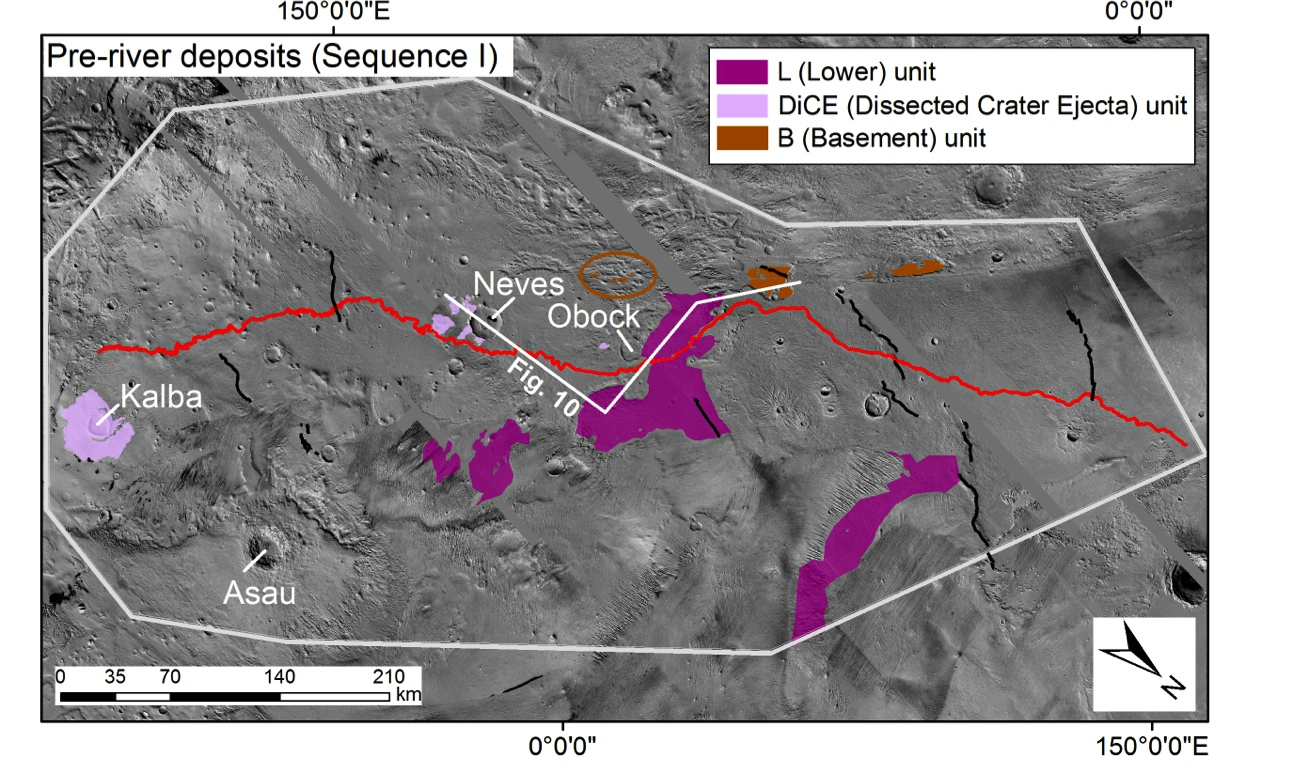 150°0'0"E
0°0'0"
Pre-river deposits (Sequence I)
L (Lower) unit
DiCE (Dissected Crater Ejecta) unit
B (Basement) unit
Neves
Obock
Fig. 10
Kalba
Asau
0 35 70 140 210
km
N
0°0'0"
150°0'0"E